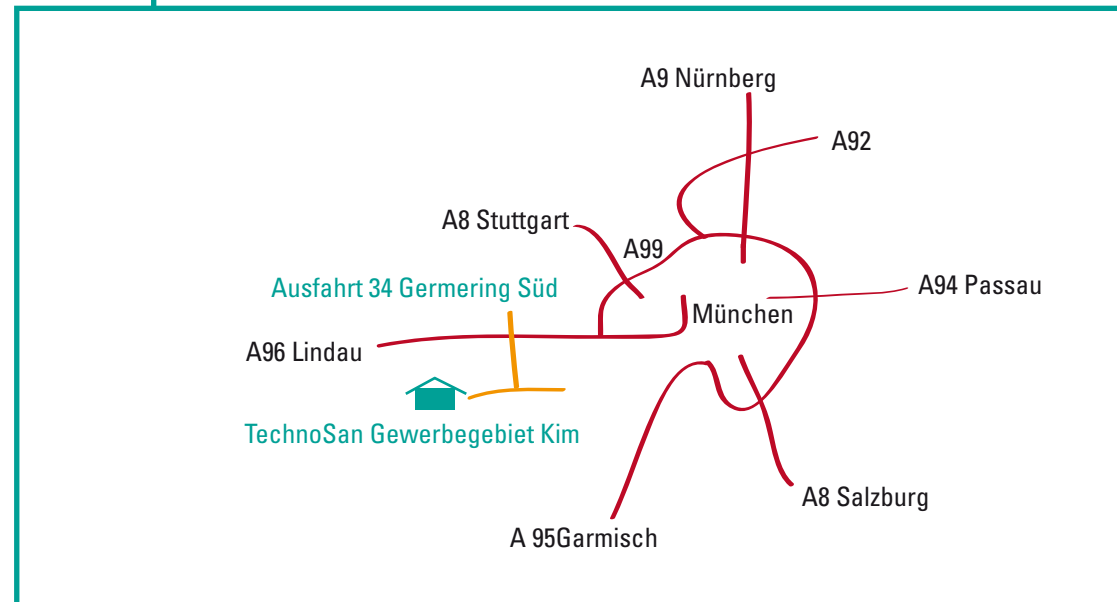 A9 Nürnberg
A92
A8 Stuttgart
A99
Ausfahrt 34 Germering Süd
A94 Passau
München
A96 Lindau
TechnoSan Gewerbegebiet Kim
A8 Salzburg
A 95Garmisch